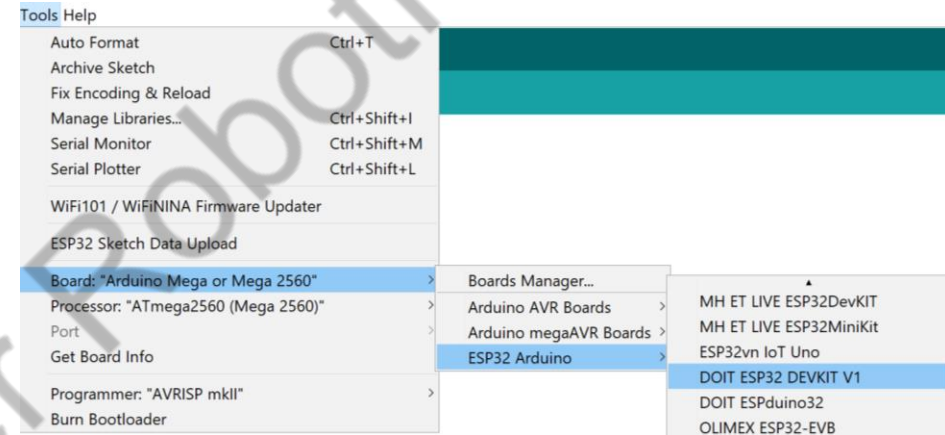 Tools Help
Auto Format Ctrl+T
Archive Sketch
Fix Encoding & Reload
Manage Libraries... Ctrl+Shift+I
Serial Monitor Ctrl+Shift+M
Serial Plotter Ctrl+Shift+L
WiFi101 / WiFiNINA Firmware Updater
ESP32 Sketch Data Upload
Board: "Arduino Mega or Mega 2560"
Processor: "ATmega2560 (Mega 2560)"
Port
Get Board Info
Programmer: "AVRISP mkII"
Burn Bootloader
Boards Manager...
Arduino AVR Boards
Arduino megaAVR Boards
ESP32 Arduino
MH ET LIVE ESP32DevKIT
MH ET LIVE ESP32MiniKit
ESP32vn IoT Uno
DOIT ESP32 DEVKIT V1
DOIT ESPduino32
OLIMEX ESP32-EVB